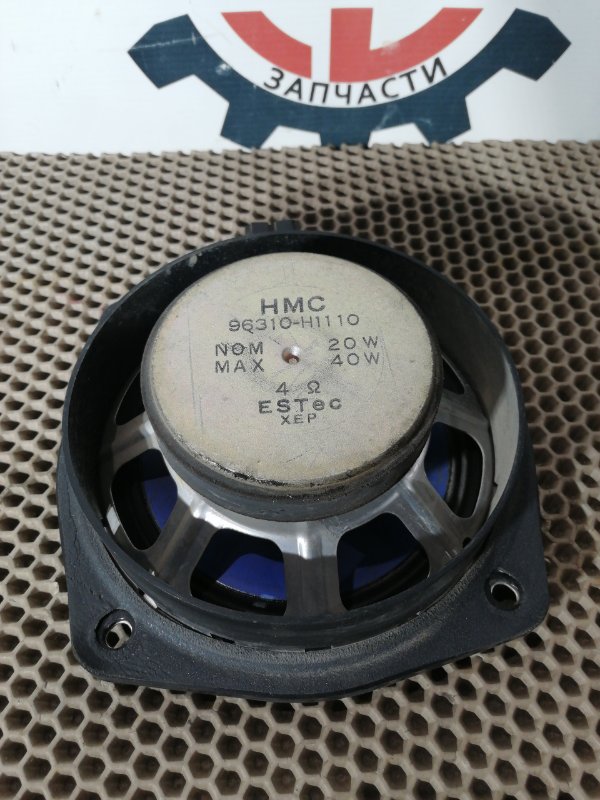 ЗАПЧАСТИ
HMC
96310-H1110
NOM 20W
MAX 40W
4 Ω
ESTec
XEP